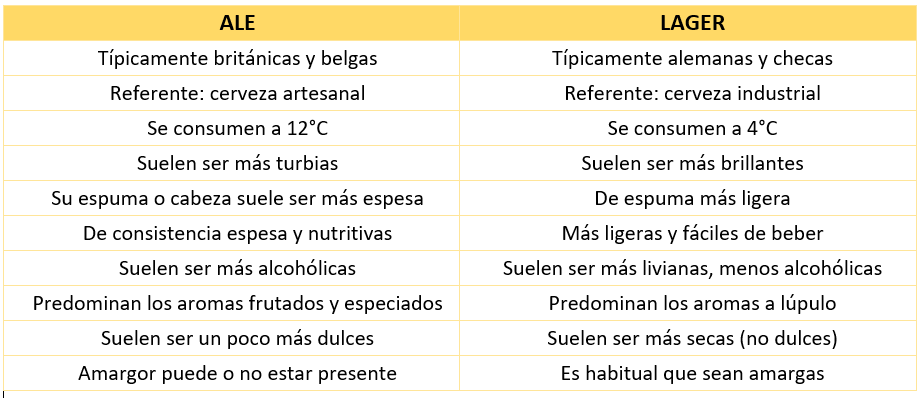 ALE LAGER
Típicamente británicas y belgas Típicamente alemanas y checas
Referente: cerveza artesanal Referente: cerveza industrial
Se consumen a 12°C Se consumen a 4°C
Suelen ser más turbias Suelen ser más brillantes
Su espuma o cabeza suele ser más espesa De espuma más ligera
De consistencia espesa y nutritivas Más ligeras y fáciles de beber
Suelen ser más alcohólicas Suelen ser más livianas, menos alcohólicas
Predominan los aromas frutados y especiados Predominan los aromas a lúpulo
Suelen ser un poco más dulces Suelen ser más secas (no dulces)
Amargor puede o no estar presente Es habitual que sean amargas